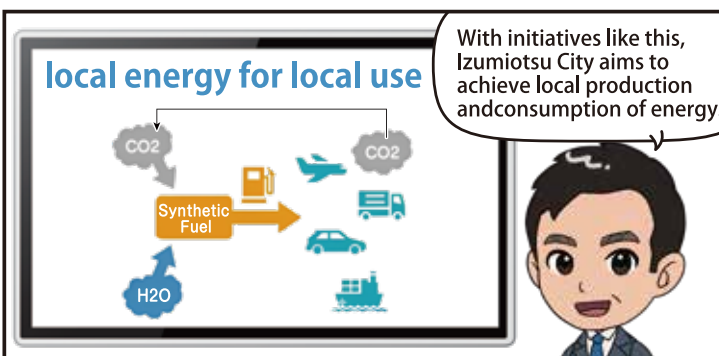 local energy for local use
With initiatives like this,
Izumiotsu City aims to
achieve local production
andconsumption of energy
CO2
CO2
Synthetic
Fuel
H2O